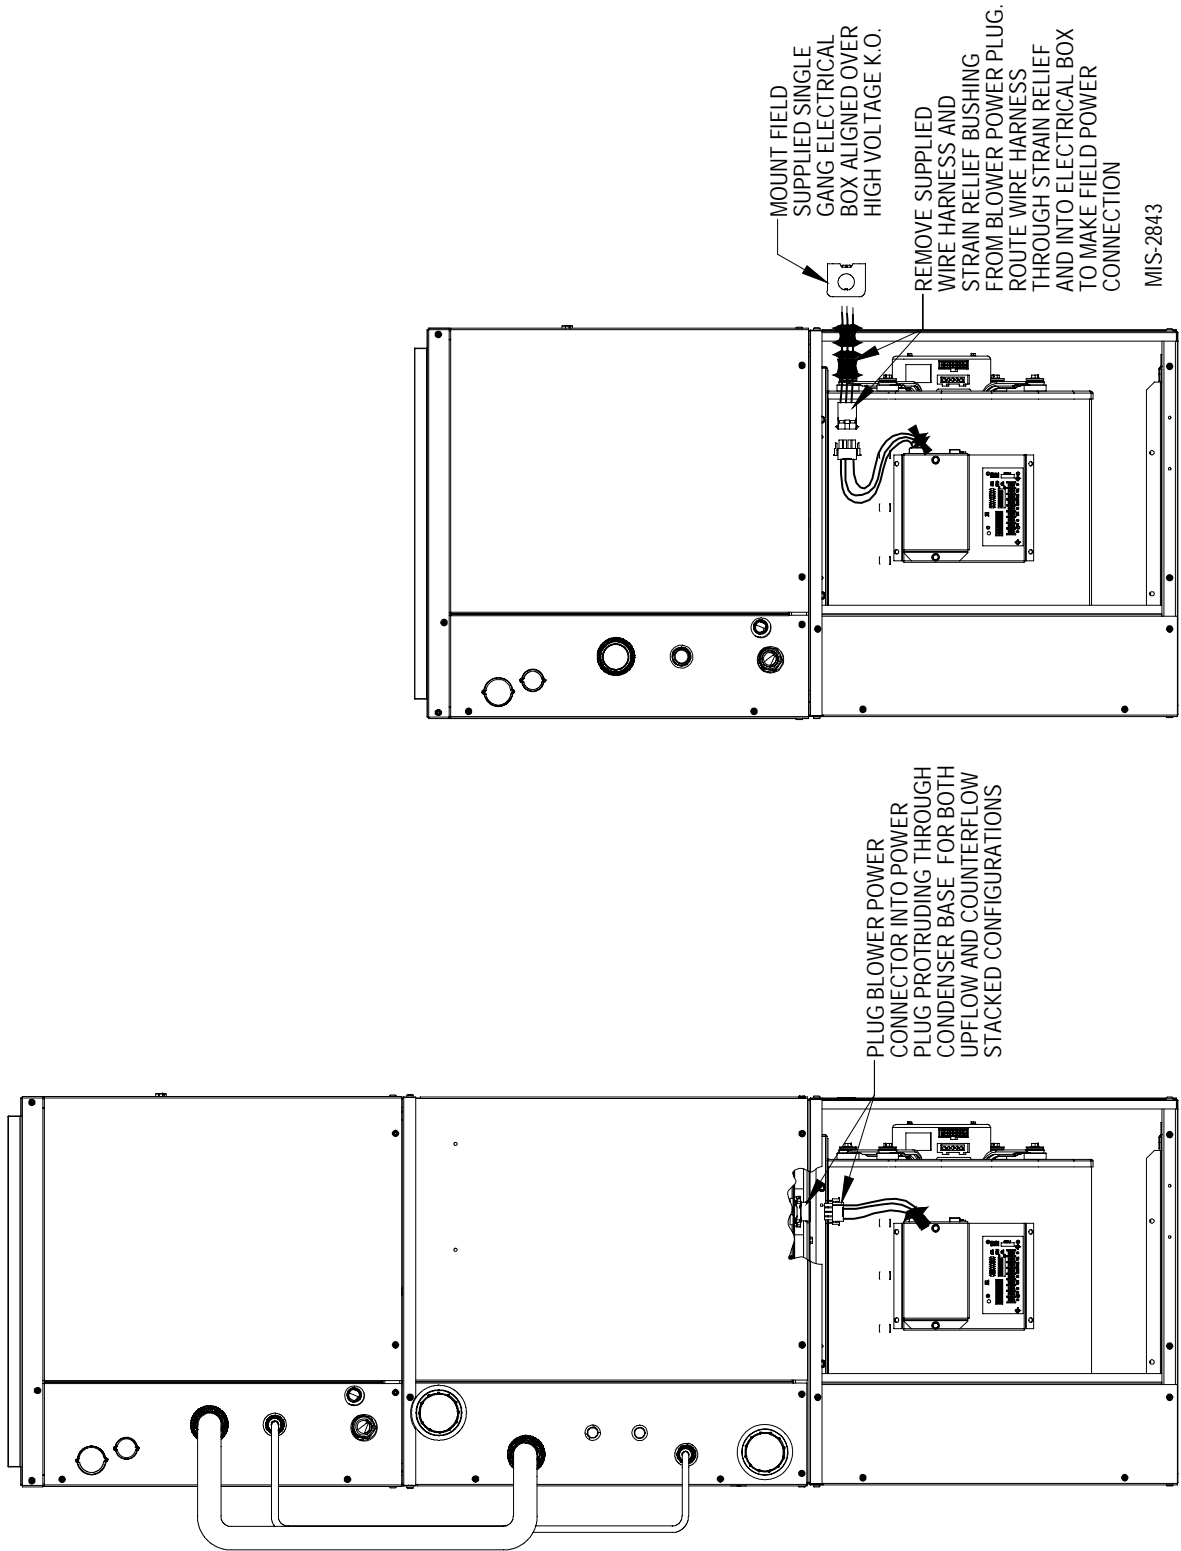 MOUNT FIELD
SUPPLIED SINGLE
GANG ELECTRICAL
BOX ALIGNED OVER
HIGH VOLTAGE K.O.
REMOVE SUPPLIED
WIRE HARNESS AND
STRAIN RELIEF BUSHING
FROM BLOWER POWER PLUG.
ROUTE WIRE HARNESS
THROUGH STRAIN RELIEF
AND INTO ELECTRICAL BOX
TO MAKE FIELD POWER
CONNECTION
MIS-2843
PLUG BLOWER POWER
CONNECTOR INTO POWER
PLUG PROTRUDING THROUGH
CONDENSER BASE FOR BOTH
UPFLOW AND COUNTERFLOW
STACKED CONFIGURATIONS